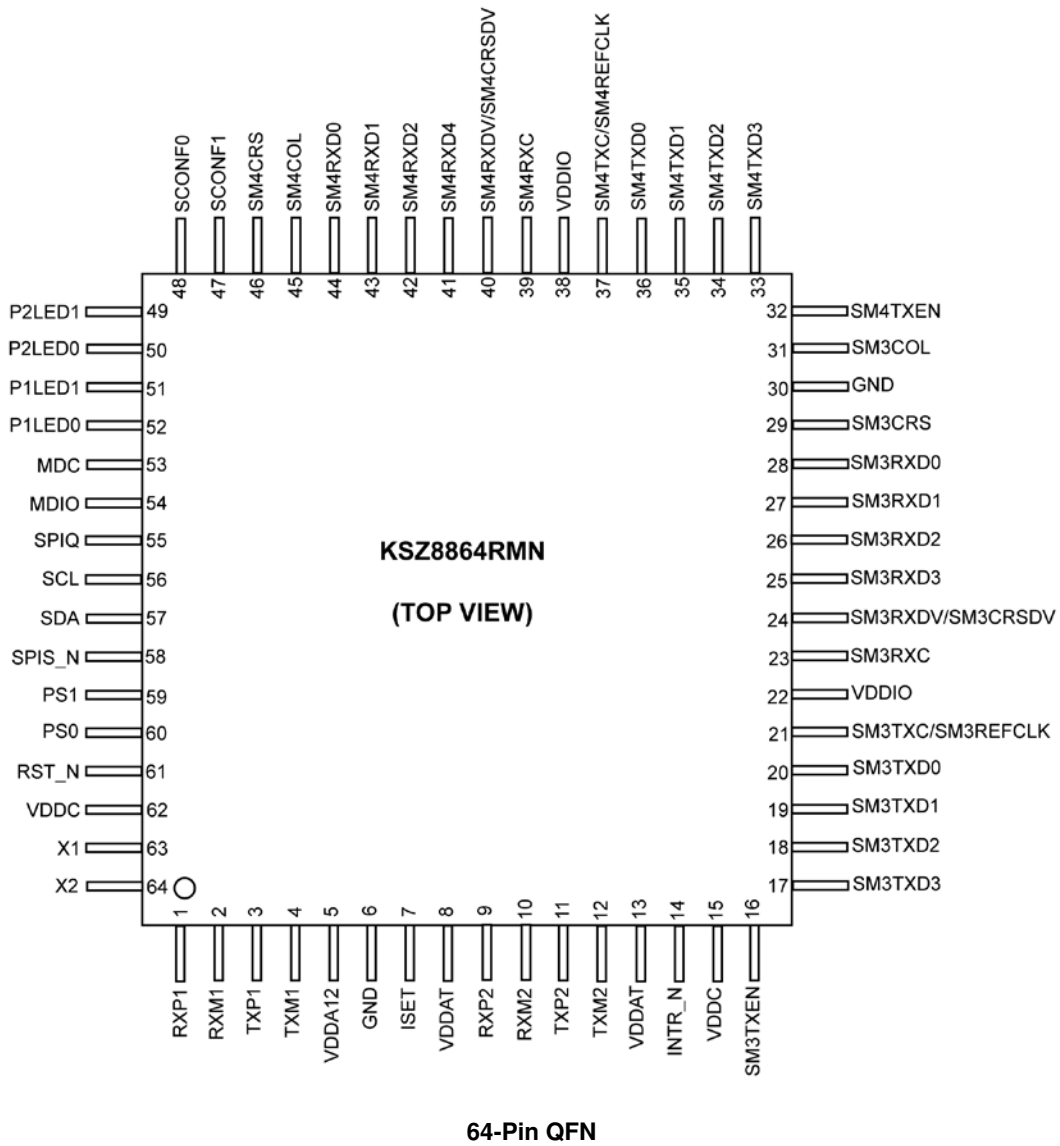 SCONF0
SCONF1
SM4CRS
SM4COL
SM4RXD0
SM4RXD1
SM4RXD2
SM4RXD4
SM4RXDV/SM4CRSDV
SM4RXC
VDDIO
SM4TXC/SM4REFCLK
SM4TXD0
SM4TXD1
SM4TXD2
SM4TXD3
48
47
46
45
44
43
42
41
40
39
38
37
36
35
34
33
P2LED1 49
P2LED0 50
P1LED1 51
P1LED0 52
MDC 53
MDIO 54
SPIQ 55
SCL 56
SDA 57
SPIS_N 58
PS1 59
PS0 60
RST_N 61
VDDC 62
X1 63
X2 64
KSZ8864RMN
(TOP VIEW)
32 SM4TXEN
31 SM3COL
30 GND
29 SM3CRS
28 SM3RXD0
27 SM3RXD1
26 SM3RXD2
25 SM3RXD3
24 SM3RXDV/SM3CRSDV
23 SM3RXC
22 VDDIO
21 SM3TXC/SM3REFCLK
20 SM3TXD0
19 SM3TXD1
18 SM3TXD2
17 SM3TXD3
1
2
3
4
5
6
7
8
9
10
11
12
13
14
15
16
RXP1
RXM1
TXP1
TXM1
VDDA12
GND
ISET
VDDAT
RXP2
RXM2
TXP2
TXM2
VDDAT
INTR_N
VDDC
SM3TXEN
64-Pin QFN